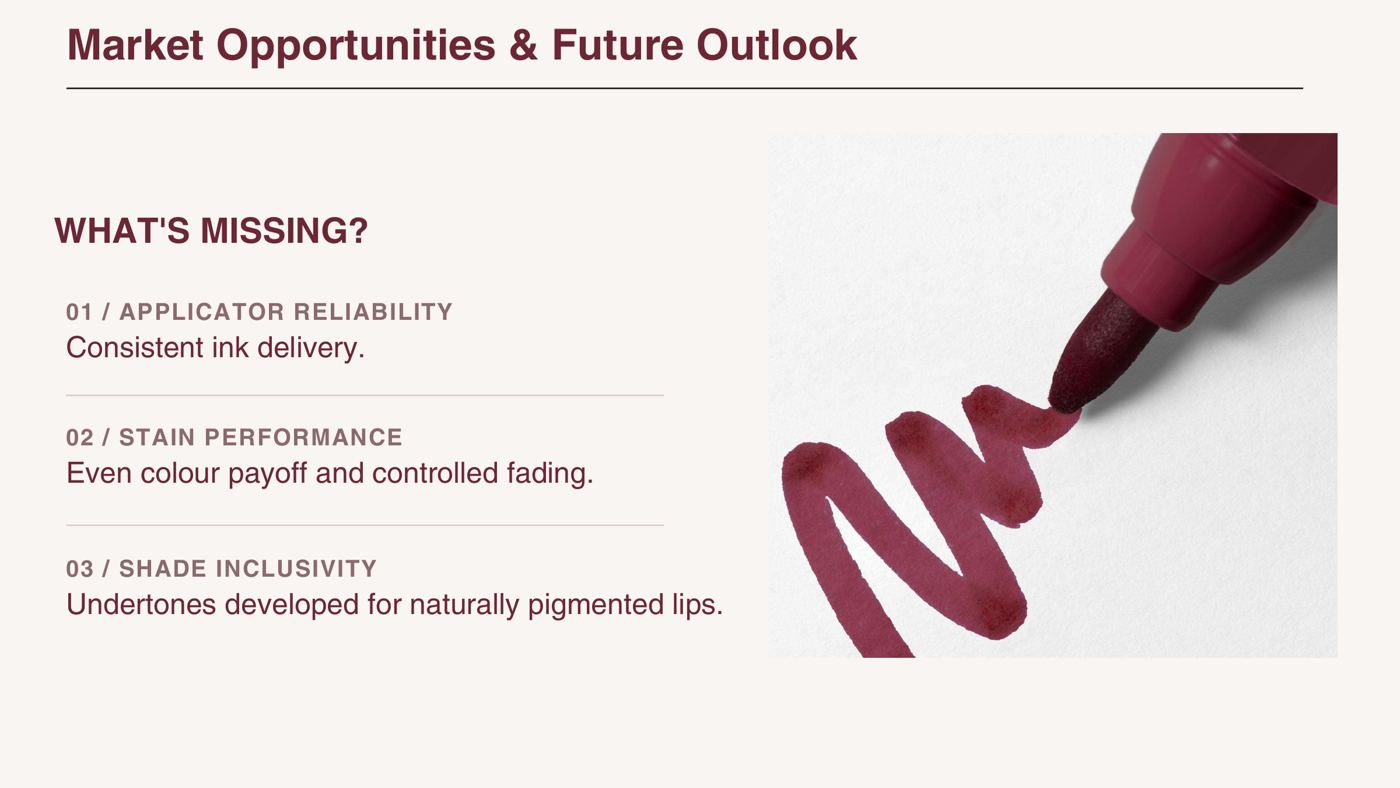 Market Opportunities & Future Outlook
WHAT'S MISSING?
01 / APPLICATOR RELIABILITY
Consistent ink delivery.
02 / STAIN PERFORMANCE
Even colour payoff and controlled fading.
03 / SHADE INCLUSIVITY
Undertones developed for naturally pigmented lips.